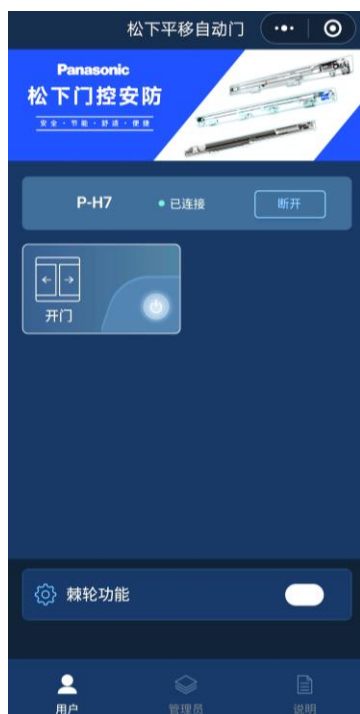 松下平移自动门
Panasonic
松下门控安防
安全·节能·舒适·便捷
P-H7
已连接
断开
开门
棘轮功能
用户
管理员
说明